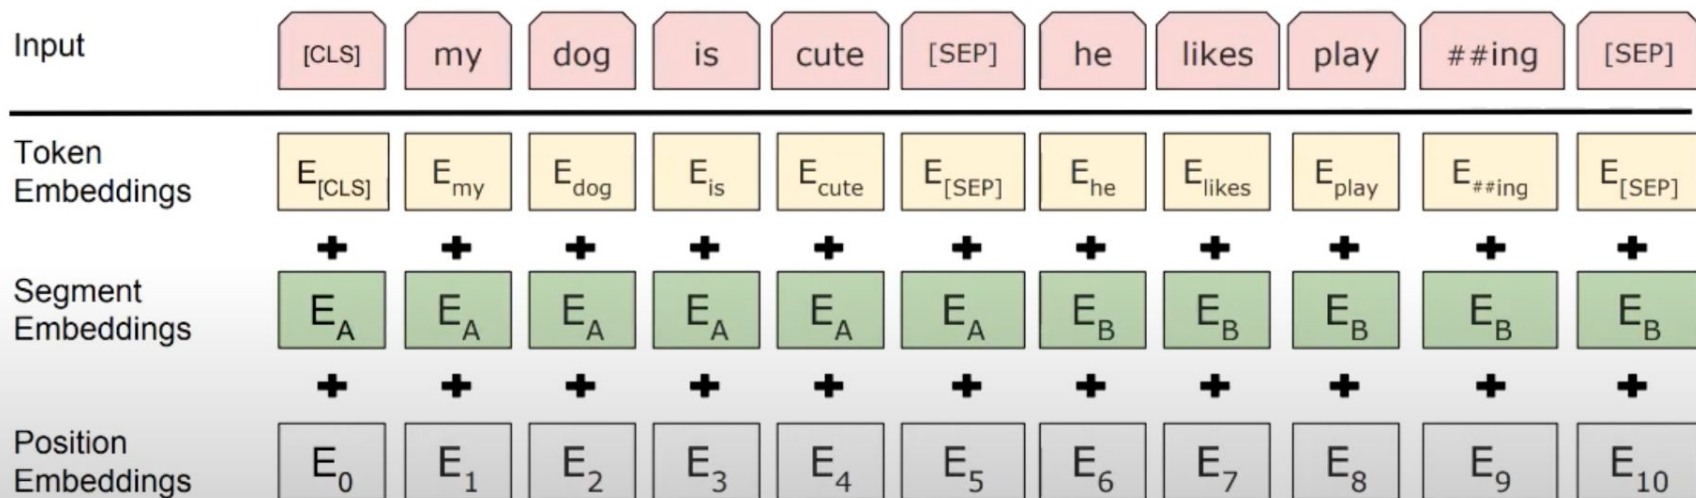 Input [CLS] my dog is cute [SEP] he likes play ##ing [SEP]
Token
Embeddings E[CLS] Emy Edog Eis Ecute E[SEP] Ehe Elikes Eplay E##ing E[SEP]
+ + + + + + + + + + +
Segment
Embeddings EA EA EA EA EA EA EB EB EB EB EB
+ + + + + + + + + + +
Position
Embeddings E0 E1 E2 E3 E4 E5 E6 E7 E8 E9 E10